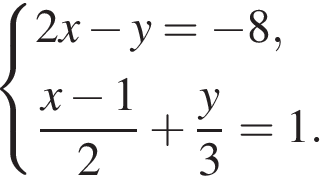 2x − y = −8,
(x − 1)/2 + y/3 = 1.